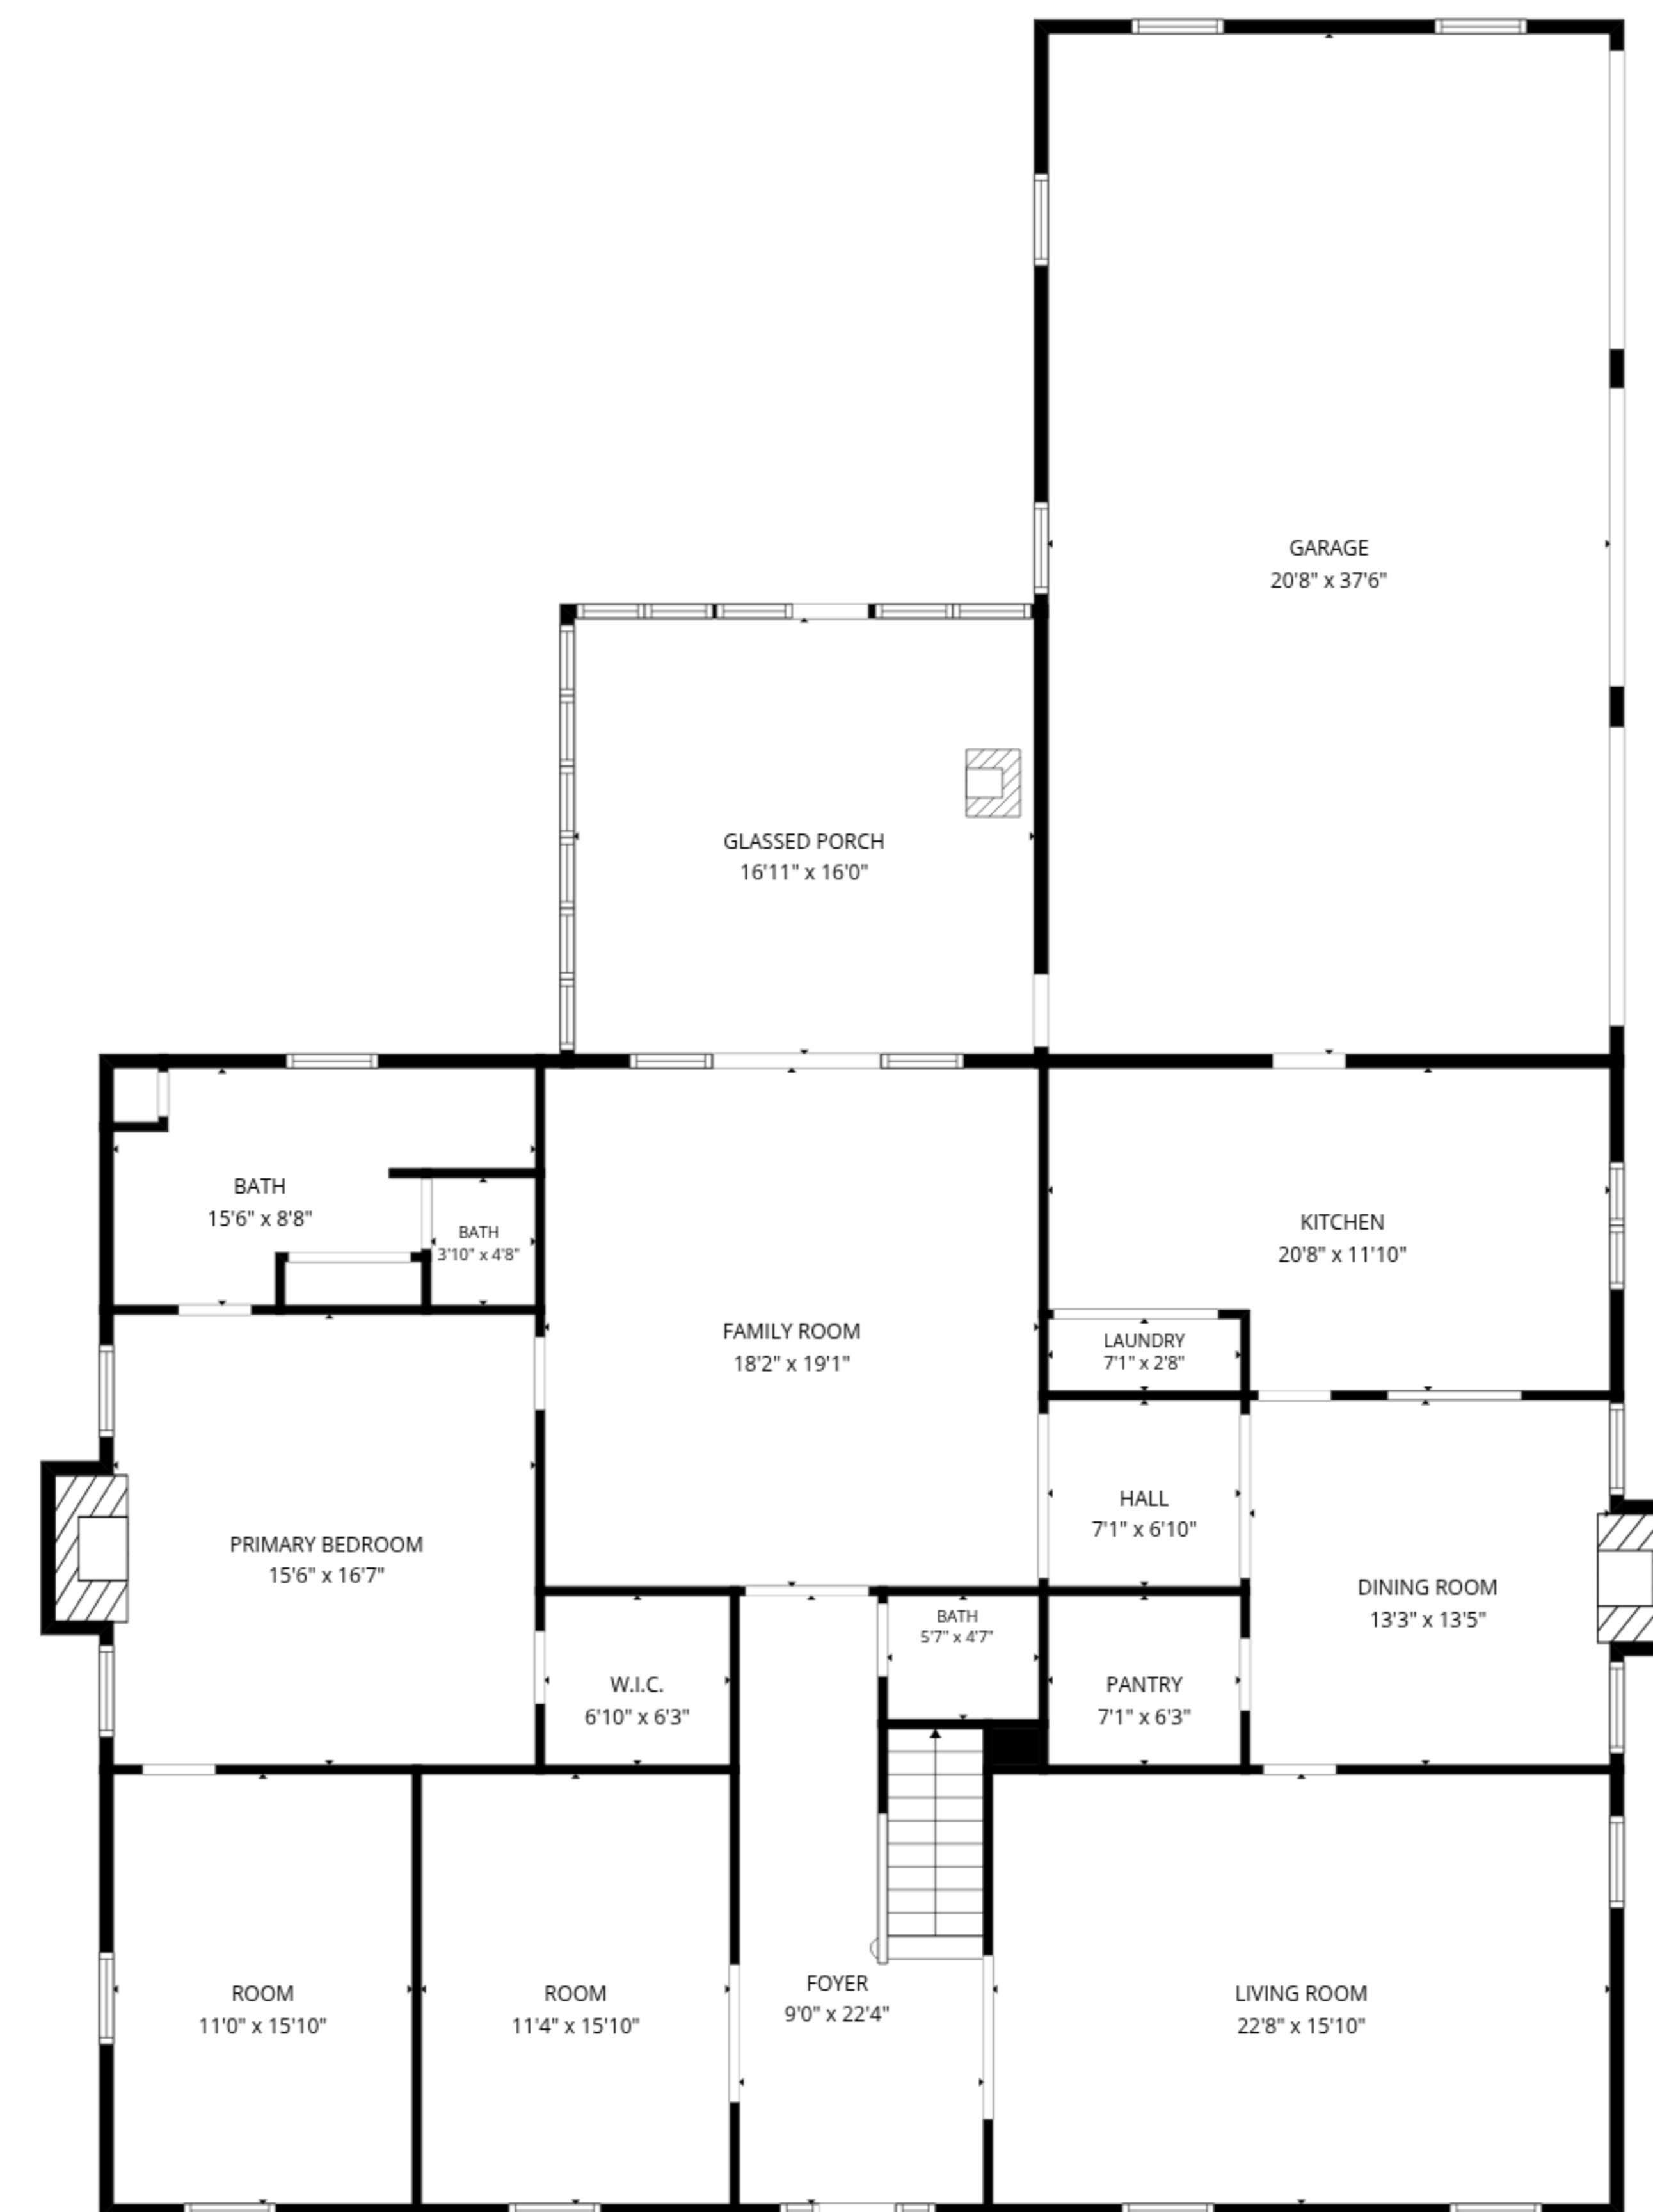 GARAGE
20'8" x 37'6"
GLASSED PORCH
16'11" x 16'0"
BATH
15'6" x 8'8"
BATH
3'10" x 4'8"
KITCHEN
20'8" x 11'10"
FAMILY ROOM
18'2" x 19'1"
LAUNDRY
7'1" x 2'8"
HALL
7'1" x 6'10"
PRIMARY BEDROOM
15'6" x 16'7"
DINING ROOM
13'3" x 13'5"
BATH
5'7" x 4'7"
W.I.C.
6'10" x 6'3"
PANTRY
7'1" x 6'3"
ROOM
11'0" x 15'10"
ROOM
11'4" x 15'10"
FOYER
9'0" x 22'4"
LIVING ROOM
22'8" x 15'10"